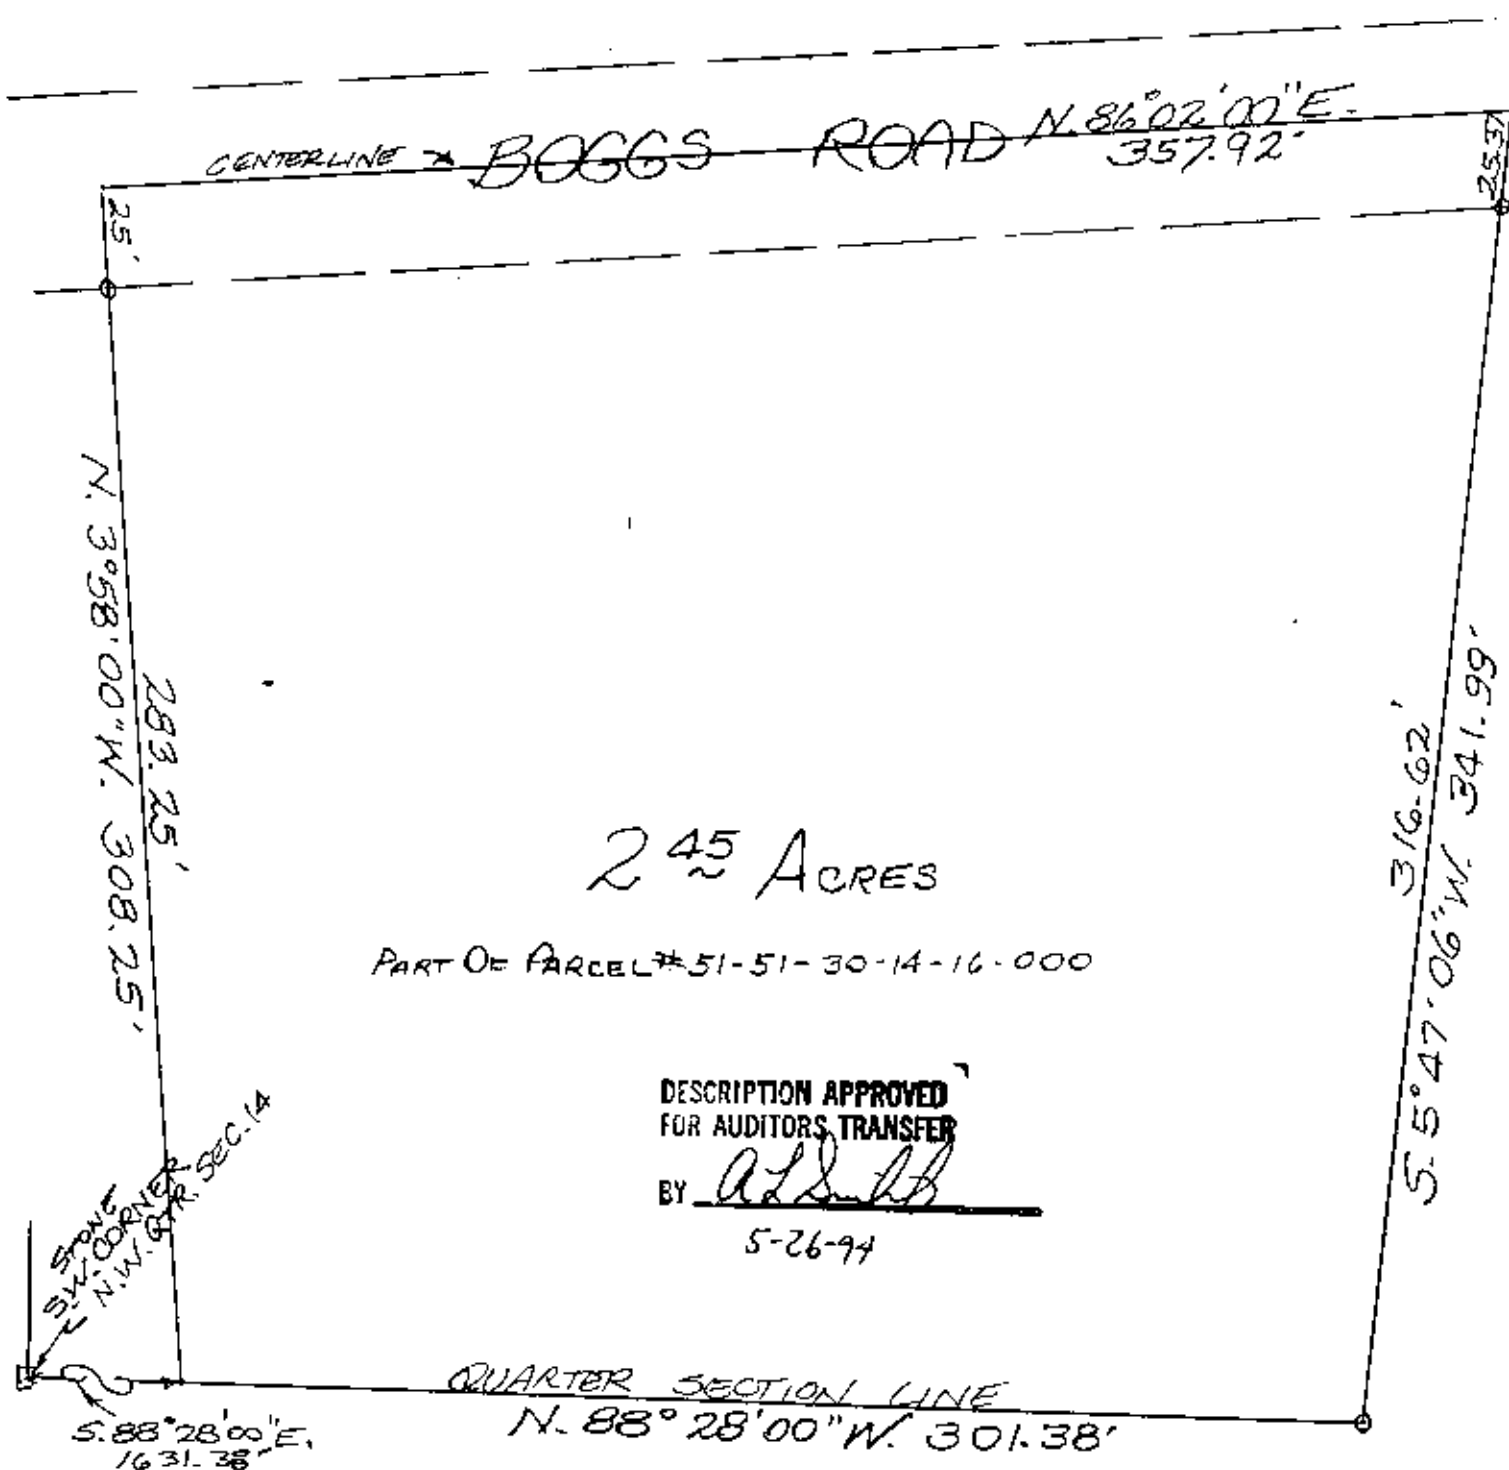 CENTERLINE
BOGGS ROAD
N. 86°02'00"E.
357.92'
25'
25.37
N. 3°58'00"W. 308.25'
283.25'
316.62'
S. 5°47'06"W. 341.99'
2 45 ACRES
PART OF PARCEL # 51-51-30-14-16-000
DESCRIPTION APPROVED
FOR AUDITORS TRANSFER
BY
5-26-94
STONE
S.W. CORNER
N.W. QTR. SEC. 14
QUARTER SECTION LINE
N. 88°28'00"W. 301.38'
S. 88°28'00"E.
1631.38'